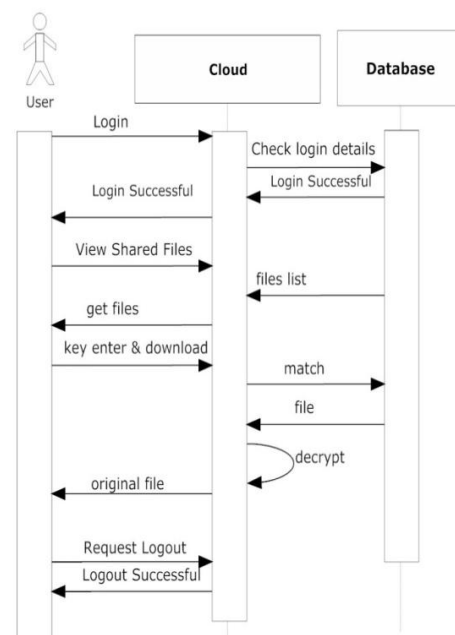 User
Cloud
Database
Login
Check login details
Login Successful
Login Successful
View Shared Files
files list
get files
key enter & download
match
file
decrypt
original file
Request Logout
Logout Successful